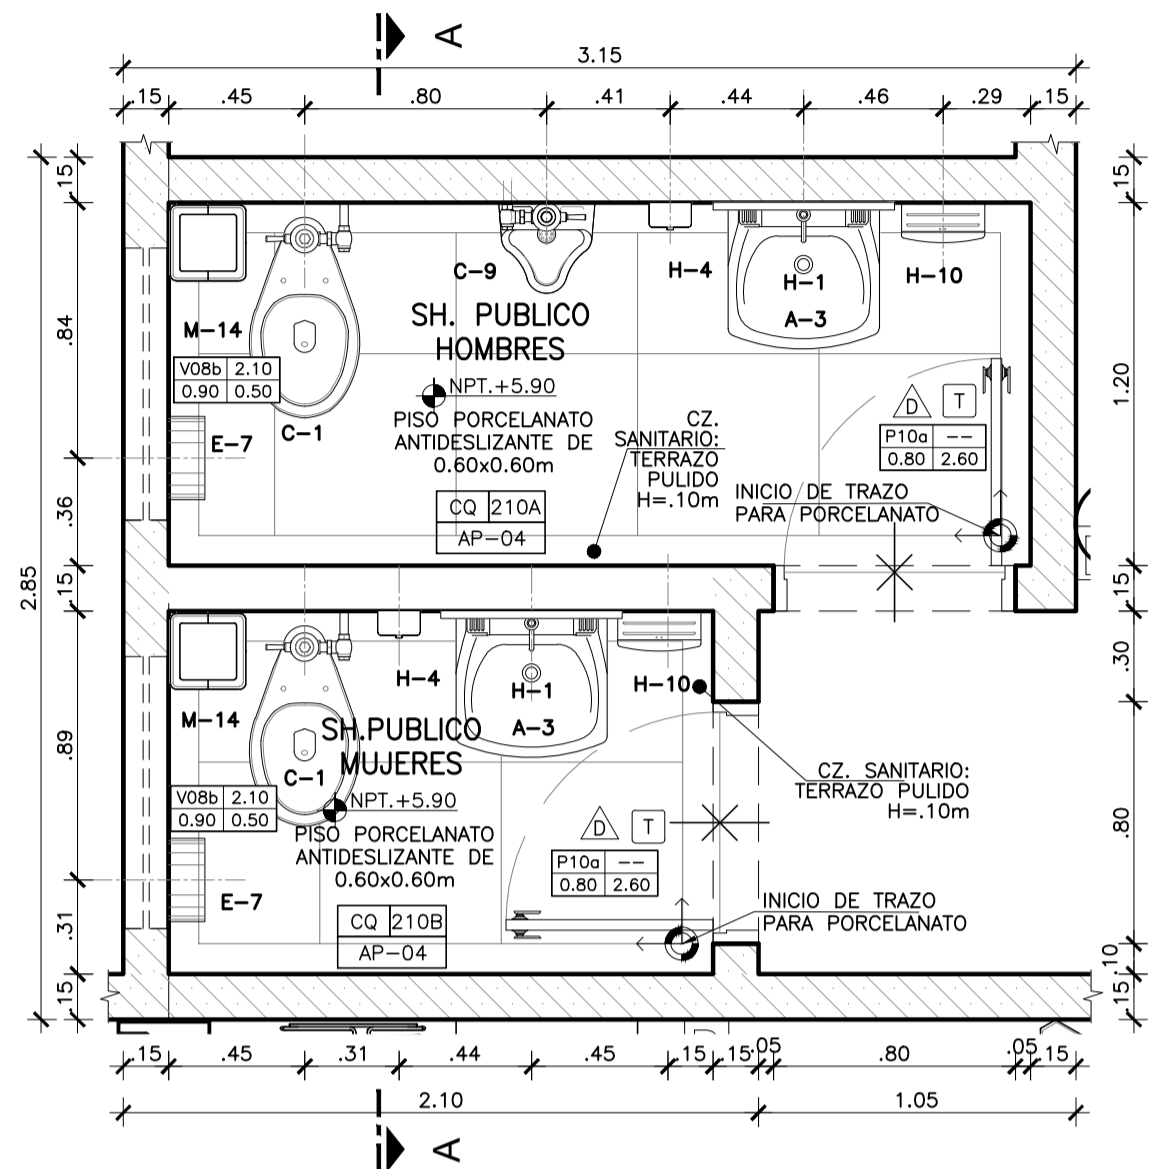 A
3.15
.15 .45 .80 .41 .44 .46 .29 .15
.15
.84
.36
.15
.89
.31
.15
2.85
.15
1.20
.15
.30
.80
.10
.15
C-9
H-4
H-1
A-3
H-10
M-14
SH. PUBLICO
HOMBRES
V08b 2.10
0.90 0.50
NPT.+5.90
C-1
E-7
PISO PORCELANATO
ANTIDESLIZANTE DE
0.60x0.60m
CQ 210A
AP-04
CZ.
SANITARIO:
TERRAZO
PULIDO
H=.10m
D T
P10a --
0.80 2.60
INICIO DE TRAZO
PARA PORCELANATO
H-4
H-1
A-3
H-10
M-14
SH.PUBLICO
MUJERES
C-1
V08b 2.10
0.90 0.50
NPT.+5.90
PISO PORCELANATO
ANTIDESLIZANTE DE
0.60x0.60m
E-7
CQ 210B
AP-04
D T
P10a --
0.80 2.60
CZ. SANITARIO:
TERRAZO PULIDO
H=.10m
INICIO DE TRAZO
PARA PORCELANATO
.15 .45 .31 .44 .45 .15 .15 .05 .80 .05 .15
2.10 1.05
A